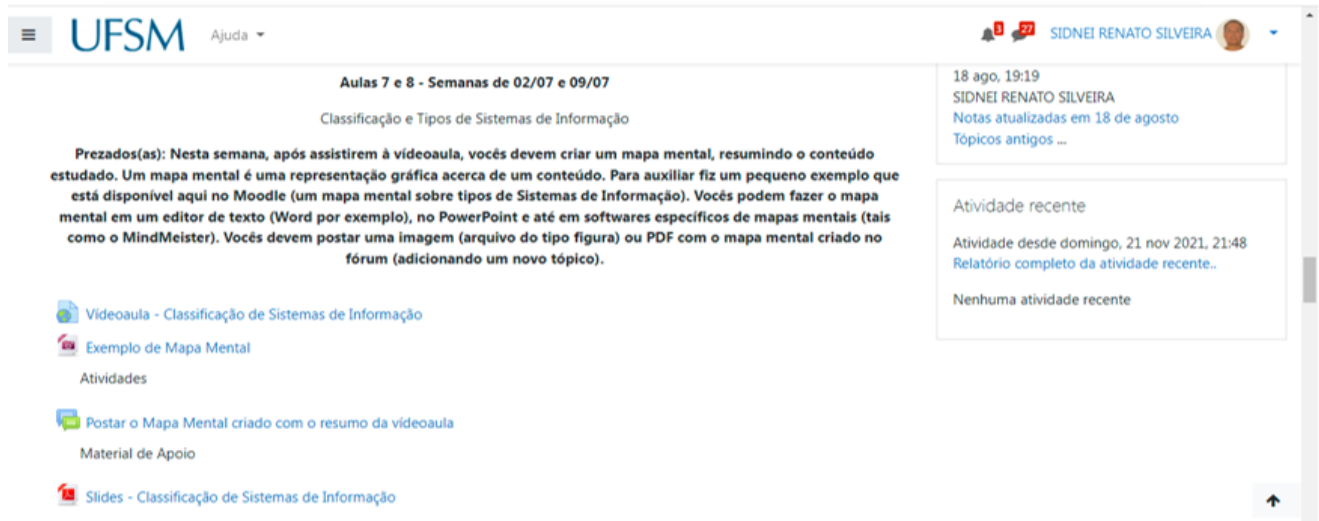 UFSM Ajuda
3 27 SIDNEI RENATO SILVEIRA
Aulas 7 e 8 - Semanas de 02/07 e 09/07
Classificação e Tipos de Sistemas de Informação
Prezados(as): Nesta semana, após assistirem à vídeoaula, vocês devem criar um mapa mental, resumindo o conteúdo
estudado. Um mapa mental é uma representação gráfica acerca de um conteúdo. Para auxiliar fiz um pequeno exemplo que
está disponível aqui no Moodle (um mapa mental sobre tipos de Sistemas de Informação). Vocês podem fazer o mapa
mental em um editor de texto (Word por exemplo), no PowerPoint e até em softwares específicos de mapas mentais (tais
como o MindMeister). Vocês devem postar uma imagem (arquivo do tipo figura) ou PDF com o mapa mental criado no
fórum (adicionando um novo tópico).
Vídeoaula - Classificação de Sistemas de Informação
Exemplo de Mapa Mental
Atividades
Postar o Mapa Mental criado com o resumo da vídeoaula
Material de Apoio
Slides - Classificação de Sistemas de Informação
18 ago, 19:19
SIDNEI RENATO SILVEIRA
Notas atualizadas em 18 de agosto
Tópicos antigos ...
Atividade recente
Atividade desde domingo, 21 nov 2021, 21:48
Relatório completo da atividade recente..
Nenhuma atividade recente